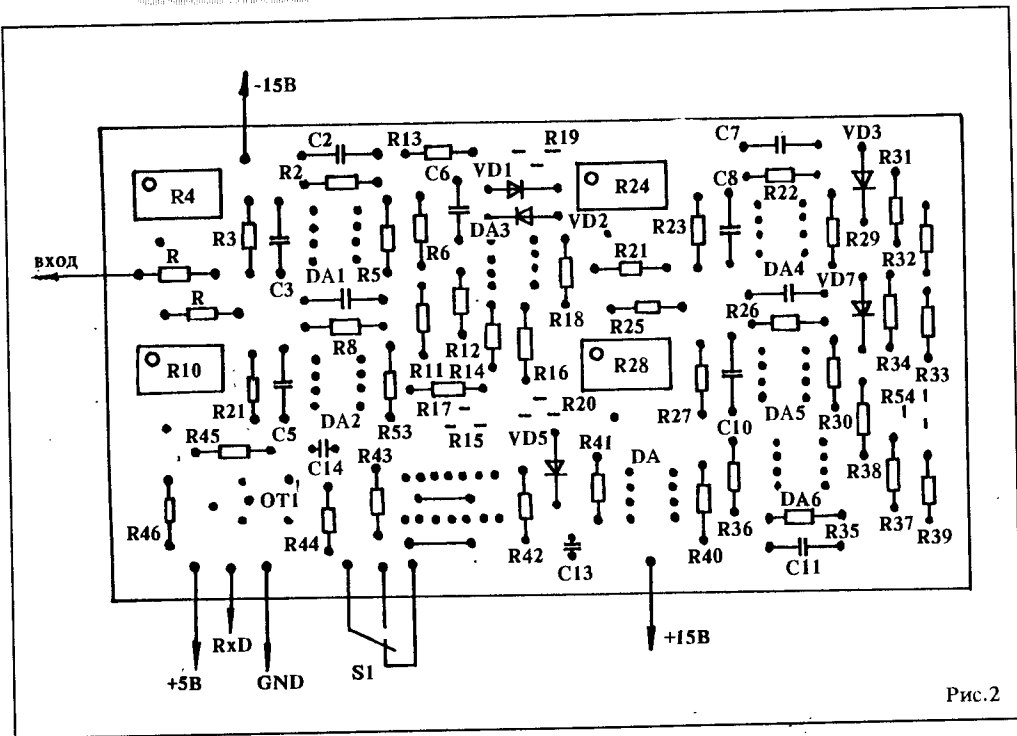 -15В
C2
R13
R19
C7
VD3
R2
VD1
C6
R31
R4
R24
C8
R22
R3
DA3
VD2
R23
R29
R5
R6
R21
R32
вход
R
C3
DA1
DA4
VD7
R
R18
R25
R26
R8
R12
R34
R33
R10
R11
R14
R16
R28
R54
R21
R17
R20
R27
DA5
R30
C5
DA2
R53
C10
R45
R15
VD5
R41
R38
C14
R43
DA
OT1
DA6
R46
R44
R42
R36
R35
R37
R39
C13
R40
C11
RxD
S1
+15В
+5В
GND
Рис.2